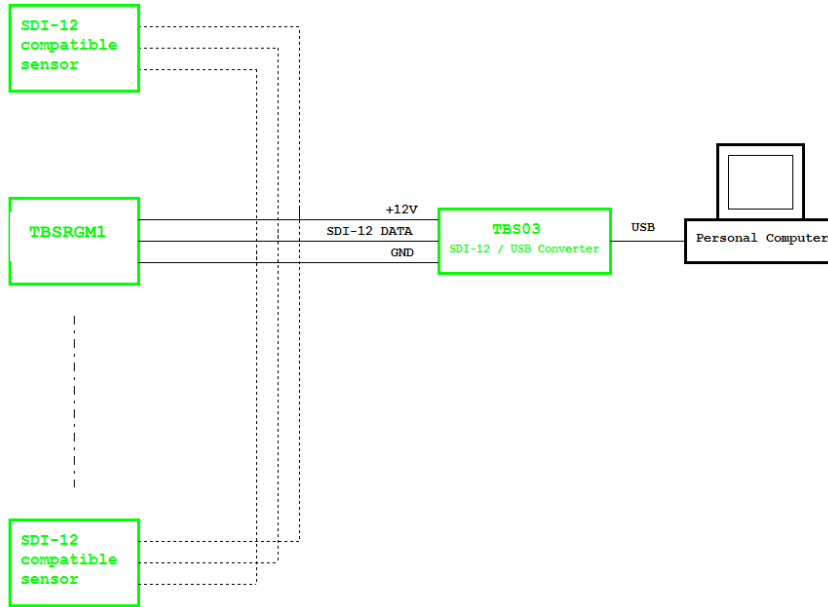 SDI-12
compatible
sensor
TBSRGM1
+12V
SDI-12 DATA
GND
TBS03
SDI-12 / USB Converter
USB
Personal Computer
SDI-12
compatible
sensor